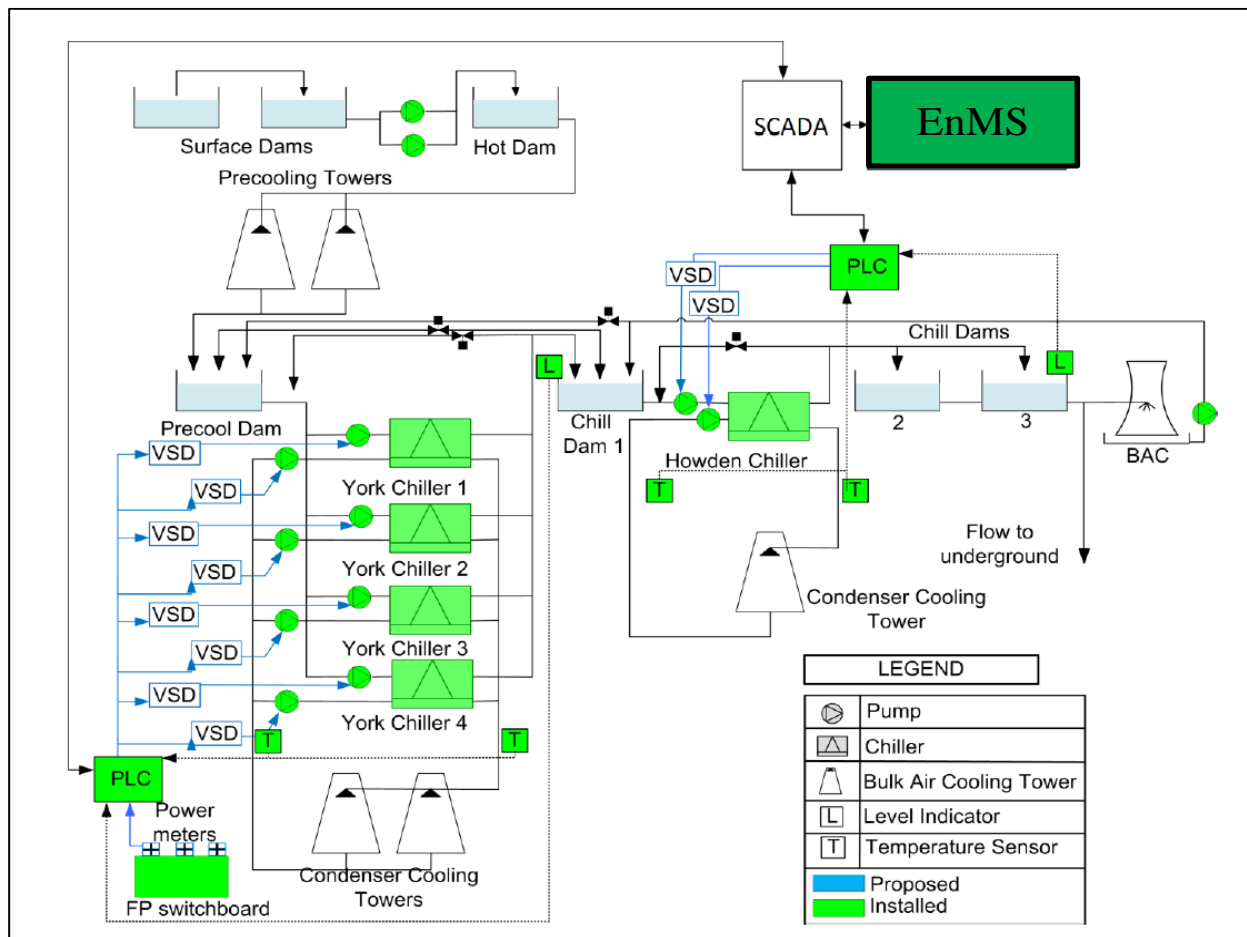 SCADA
EnMS
Surface Dams
Hot Dam
Precooling Towers
PLC
VSD
VSD
Chill Dams
L
L
Precool Dam
Chill
Dam 1
2
3
BAC
Howden Chiller
T
T
VSD
York Chiller 1
VSD
VSD
York Chiller 2
VSD
VSD
York Chiller 3
VSD
VSD
York Chiller 4
VSD
T
T
Flow to
underground
Condenser Cooling
Tower
PLC
Power
meters
FP switchboard
Condenser Cooling
Towers
LEGEND
Pump
Chiller
Bulk Air Cooling Tower
L
Level Indicator
T
Temperature Sensor
Proposed
Installed